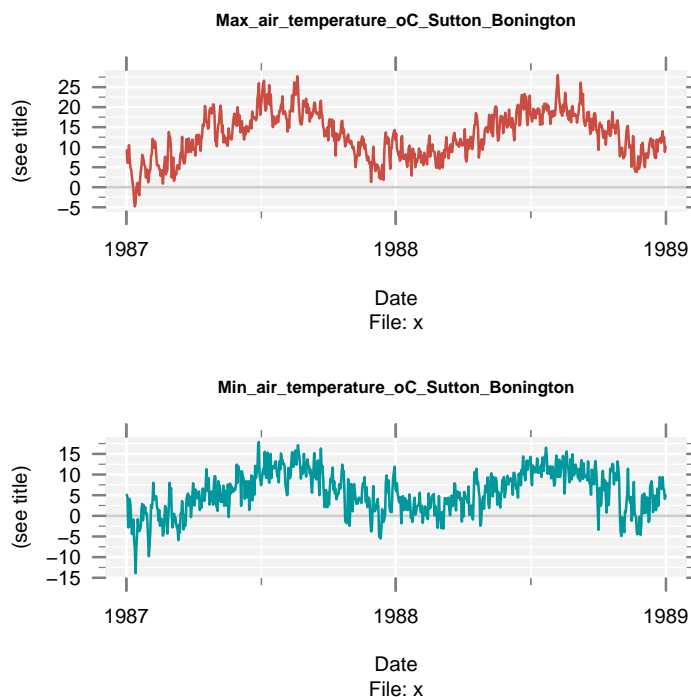 Max_air_temperature_oC_Sutton_Bonington
(see title)
25
20
15
10
5
0
−5
1987
1988
1989
Date
File: x
Min_air_temperature_oC_Sutton_Bonington
(see title)
15
10
5
0
−5
−10
−15
1987
1988
1989
Date
File: x